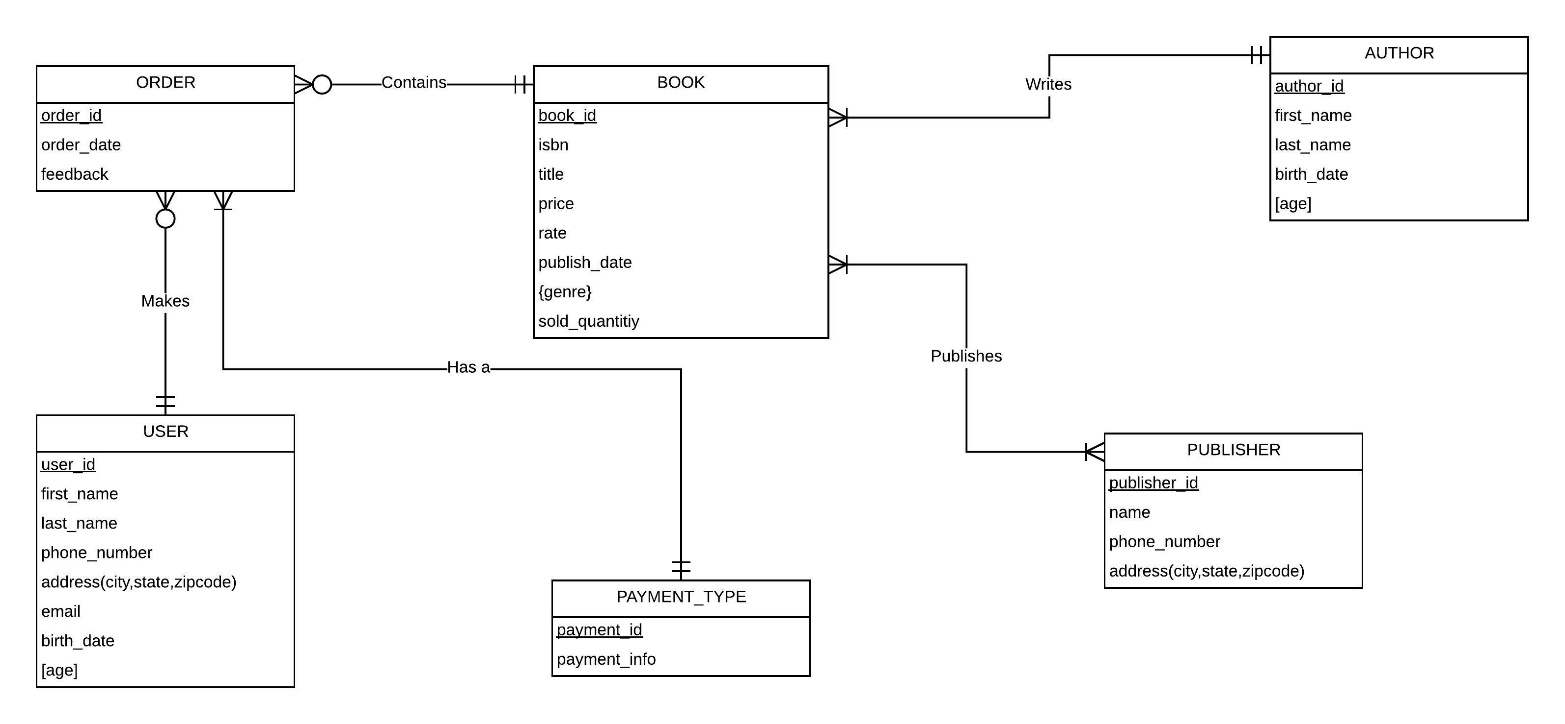 ORDER
order_id
order_date
feedback
Contains
BOOK
book_id
isbn
title
price
rate
publish_date
{genre}
sold_quantitiy
Writes
AUTHOR
author_id
first_name
last_name
birth_date
[age]
Makes
Has a
Publishes
USER
user_id
first_name
last_name
phone_number
address(city,state,zipcode)
email
birth_date
[age]
PAYMENT_TYPE
payment_id
payment_info
PUBLISHER
publisher_id
name
phone_number
address(city,state,zipcode)